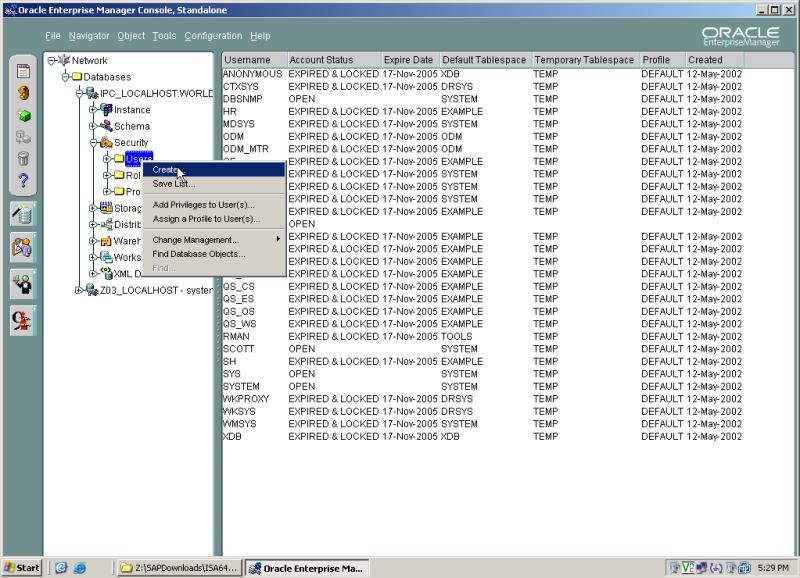 Oracle Enterprise Manager Console, Standalone
File Navigator Object Tools Configuration Help
ORACLE
EnterpriseManager
Network
Databases
IPC_LOCALHOST.WORLD
Instance
Schema
Security
Users
Rol
Pro
Storag
Distrib
Wareh
Works
XML D
Z03_LOCALHOST - system
Create...
Save List...
Add Privileges to User(s)...
Assign a Profile to User(s)...
Change Management...
Find Database Objects...
Find...
Username Account Status Expire Date Default Tablespace Temporary Tablespace Profile Created
ANONYMOUS EXPIRED & LOCKED 17-Nov-2005 XDB TEMP DEFAULT 12-May-2002
CTXSYS EXPIRED & LOCKED 17-Nov-2005 DRSYS TEMP DEFAULT 12-May-2002
DBSNMP OPEN SYSTEM TEMP DEFAULT 12-May-2002
HR EXPIRED & LOCKED 17-Nov-2005 EXAMPLE TEMP DEFAULT 12-May-2002
MDSYS EXPIRED & LOCKED 17-Nov-2005 SYSTEM TEMP DEFAULT 12-May-2002
ODM EXPIRED & LOCKED 17-Nov-2005 ODM TEMP DEFAULT 12-May-2002
ODM_MTR EXPIRED & LOCKED 17-Nov-2005 ODM TEMP DEFAULT 12-May-2002
EXPIRED & LOCKED 17-Nov-2005 EXAMPLE TEMP DEFAULT 12-May-2002
EXPIRED & LOCKED 17-Nov-2005 SYSTEM TEMP DEFAULT 12-May-2002
EXPIRED & LOCKED 17-Nov-2005 SYSTEM TEMP DEFAULT 12-May-2002
EXPIRED & LOCKED 17-Nov-2005 SYSTEM TEMP DEFAULT 12-May-2002
EXPIRED & LOCKED 17-Nov-2005 EXAMPLE TEMP DEFAULT 12-May-2002
OPEN SYSTEM TEMP DEFAULT 12-May-2002
EXPIRED & LOCKED 17-Nov-2005 EXAMPLE TEMP DEFAULT 12-May-2002
EXPIRED & LOCKED 17-Nov-2005 EXAMPLE TEMP DEFAULT 12-May-2002
EXPIRED & LOCKED 17-Nov-2005 EXAMPLE TEMP DEFAULT 12-May-2002
EXPIRED & LOCKED 17-Nov-2005 EXAMPLE TEMP DEFAULT 12-May-2002
QS_CS EXPIRED & LOCKED 17-Nov-2005 EXAMPLE TEMP DEFAULT 12-May-2002
QS_ES EXPIRED & LOCKED 17-Nov-2005 EXAMPLE TEMP DEFAULT 12-May-2002
QS_OS EXPIRED & LOCKED 17-Nov-2005 EXAMPLE TEMP DEFAULT 12-May-2002
QS_WS EXPIRED & LOCKED 17-Nov-2005 EXAMPLE TEMP DEFAULT 12-May-2002
RMAN EXPIRED & LOCKED 17-Nov-2005 TOOLS TEMP DEFAULT 12-May-2002
SCOTT OPEN SYSTEM TEMP DEFAULT 12-May-2002
SH EXPIRED & LOCKED 17-Nov-2005 EXAMPLE TEMP DEFAULT 12-May-2002
SYS OPEN SYSTEM TEMP DEFAULT 12-May-2002
SYSTEM OPEN SYSTEM TEMP DEFAULT 12-May-2002
WKPROXY EXPIRED & LOCKED 17-Nov-2005 DRSYS TEMP DEFAULT 12-May-2002
WKSYS EXPIRED & LOCKED 17-Nov-2005 DRSYS TEMP DEFAULT 12-May-2002
WMSYS EXPIRED & LOCKED 17-Nov-2005 SYSTEM TEMP DEFAULT 12-May-2002
XDB EXPIRED & LOCKED 17-Nov-2005 XDB TEMP DEFAULT 12-May-2002
Start Z:\SAPDownloads\ISA64... Oracle Enterprise Ma... 5:29 PM